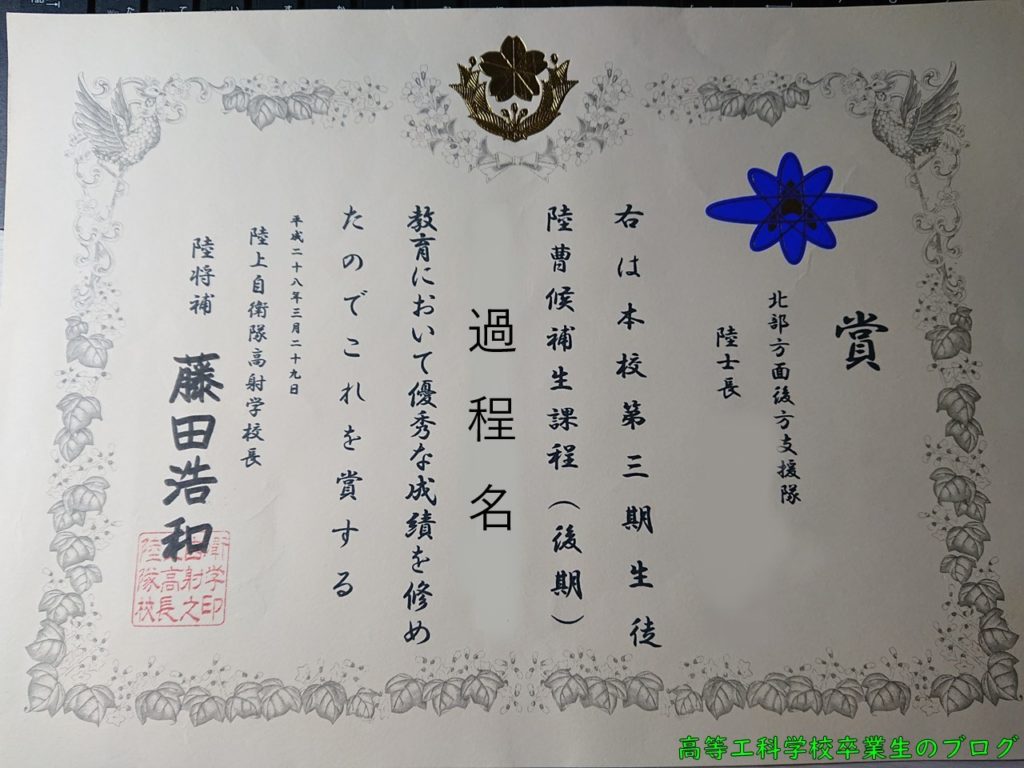 賞
北部方面後方支援隊
陸士長
右は本校第三期生徒
陸曹候補生課程(後期)
過程名
教育において優秀な成績を修め
たのでこれを賞する
平成二十八年三月二十九日
陸上自衛隊高射学校長
陸将補 藤田浩和
高等工科学校卒業生のブログ